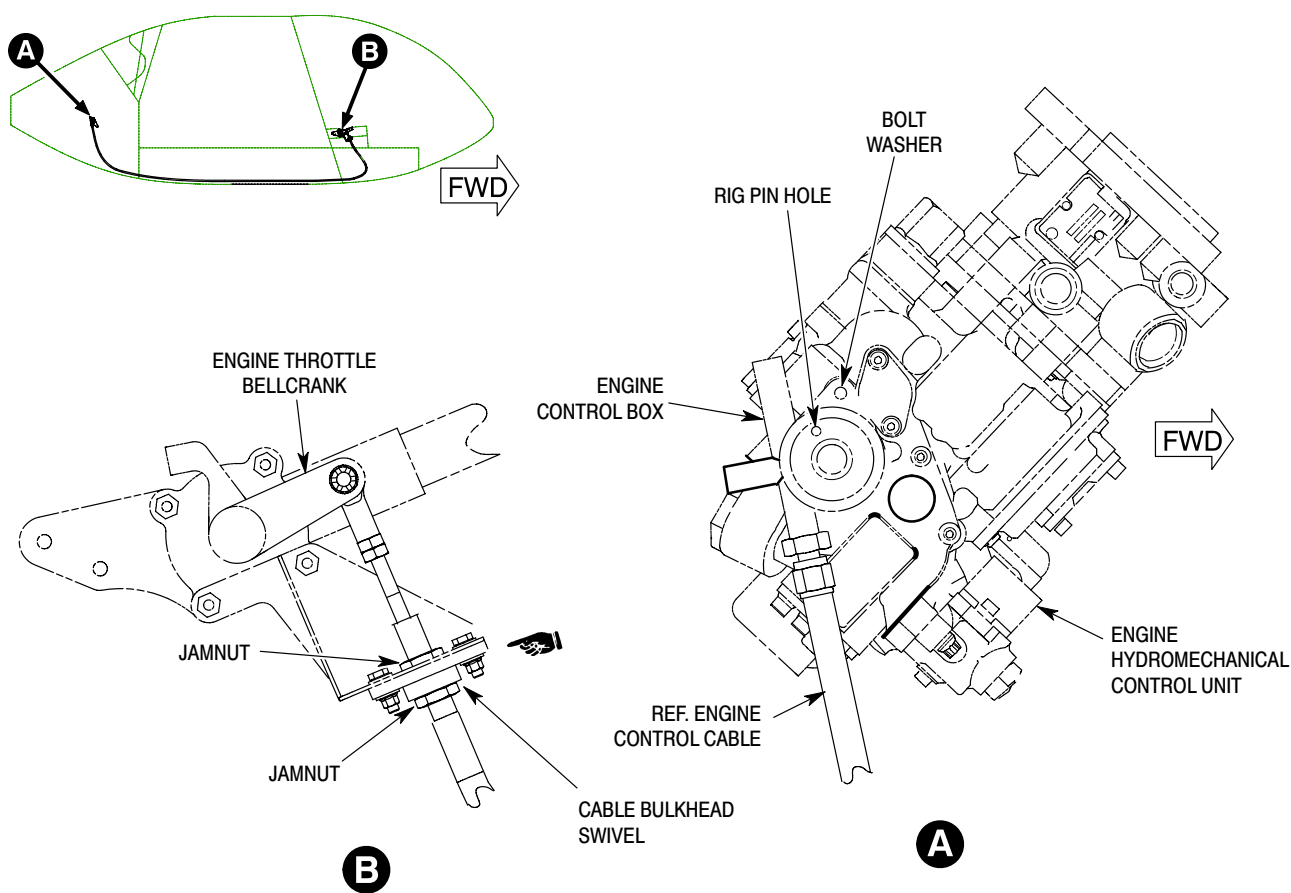 A
B
FWD
BOLT
WASHER
RIG PIN HOLE
ENGINE THROTTLE
BELLCRANK
ENGINE
CONTROL BOX
FWD
JAMNUT
ENGINE
HYDROMECHANICAL
CONTROL UNIT
REF. ENGINE
CONTROL CABLE
JAMNUT
CABLE BULKHEAD
SWIVEL
B
A